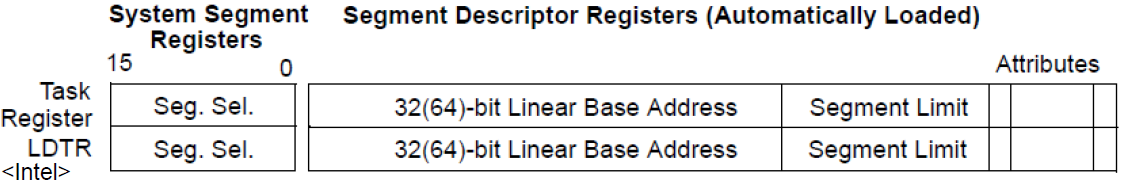 System Segment Registers
Segment Descriptor Registers (Automatically Loaded)
15 0 Attributes
Task Register Seg. Sel. 32(64)-bit Linear Base Address Segment Limit
LDTR Seg. Sel. 32(64)-bit Linear Base Address Segment Limit
<Intel>